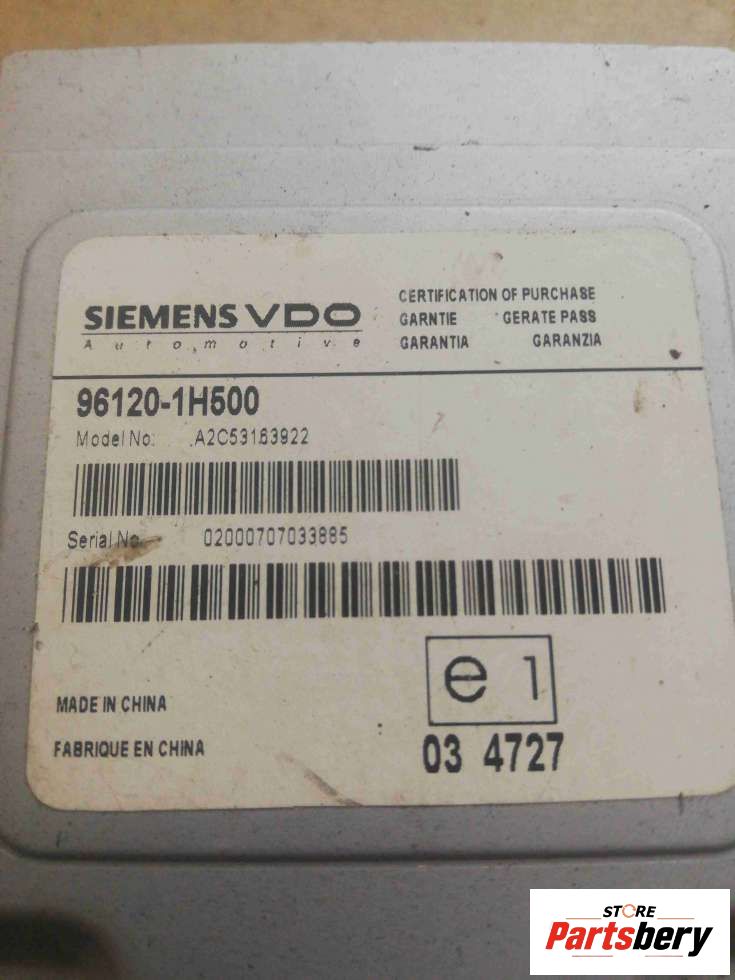 SIEMENS VDO
Automotive
CERTIFICATION OF PURCHASE
GARNTIE GERATE PASS
GARANTIA GARANZIA
96120-1H500
Model No: A2C53163922
Serial No. 02000707033885
e 1
MADE IN CHINA
FABRIQUE EN CHINA
03 4727
STORE
Partsbery